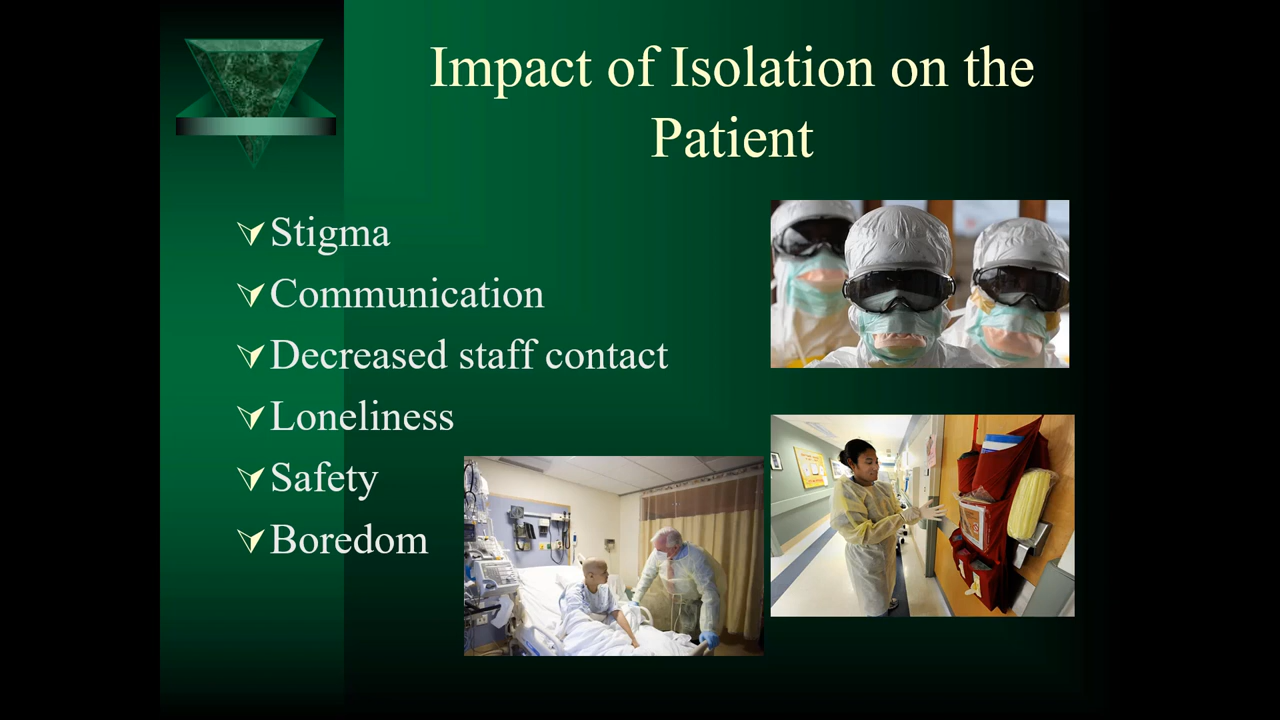 Impact of Isolation on the
Patient
Stigma
Communication
Decreased staff contact
Loneliness
Safety
Boredom